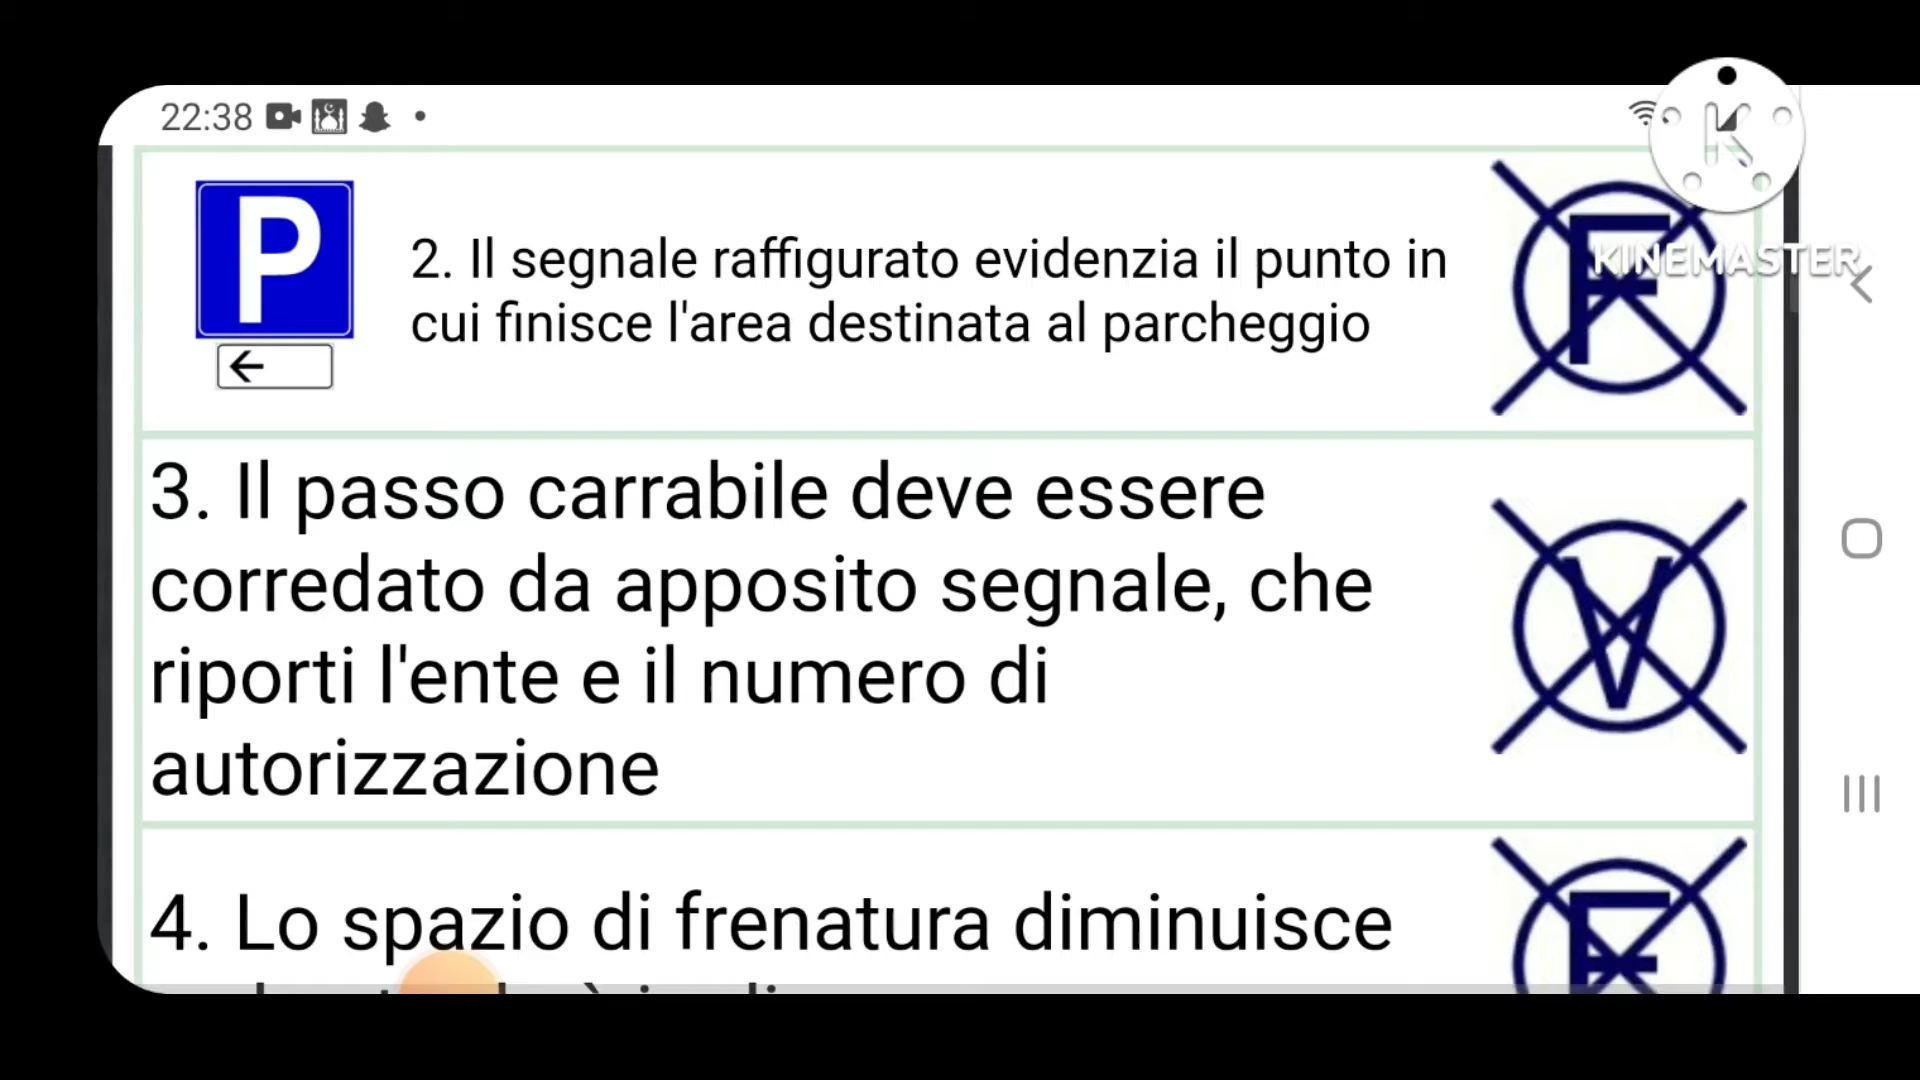 22:38
P
2. Il segnale raffigurato evidenzia il punto in
cui finisce l'area destinata al parcheggio
F
KINEMASTER
3. Il passo carrabile deve essere
corredato da apposito segnale, che
riporti l'ente e il numero di
autorizzazione
V
4. Lo spazio di frenatura diminuisce
F